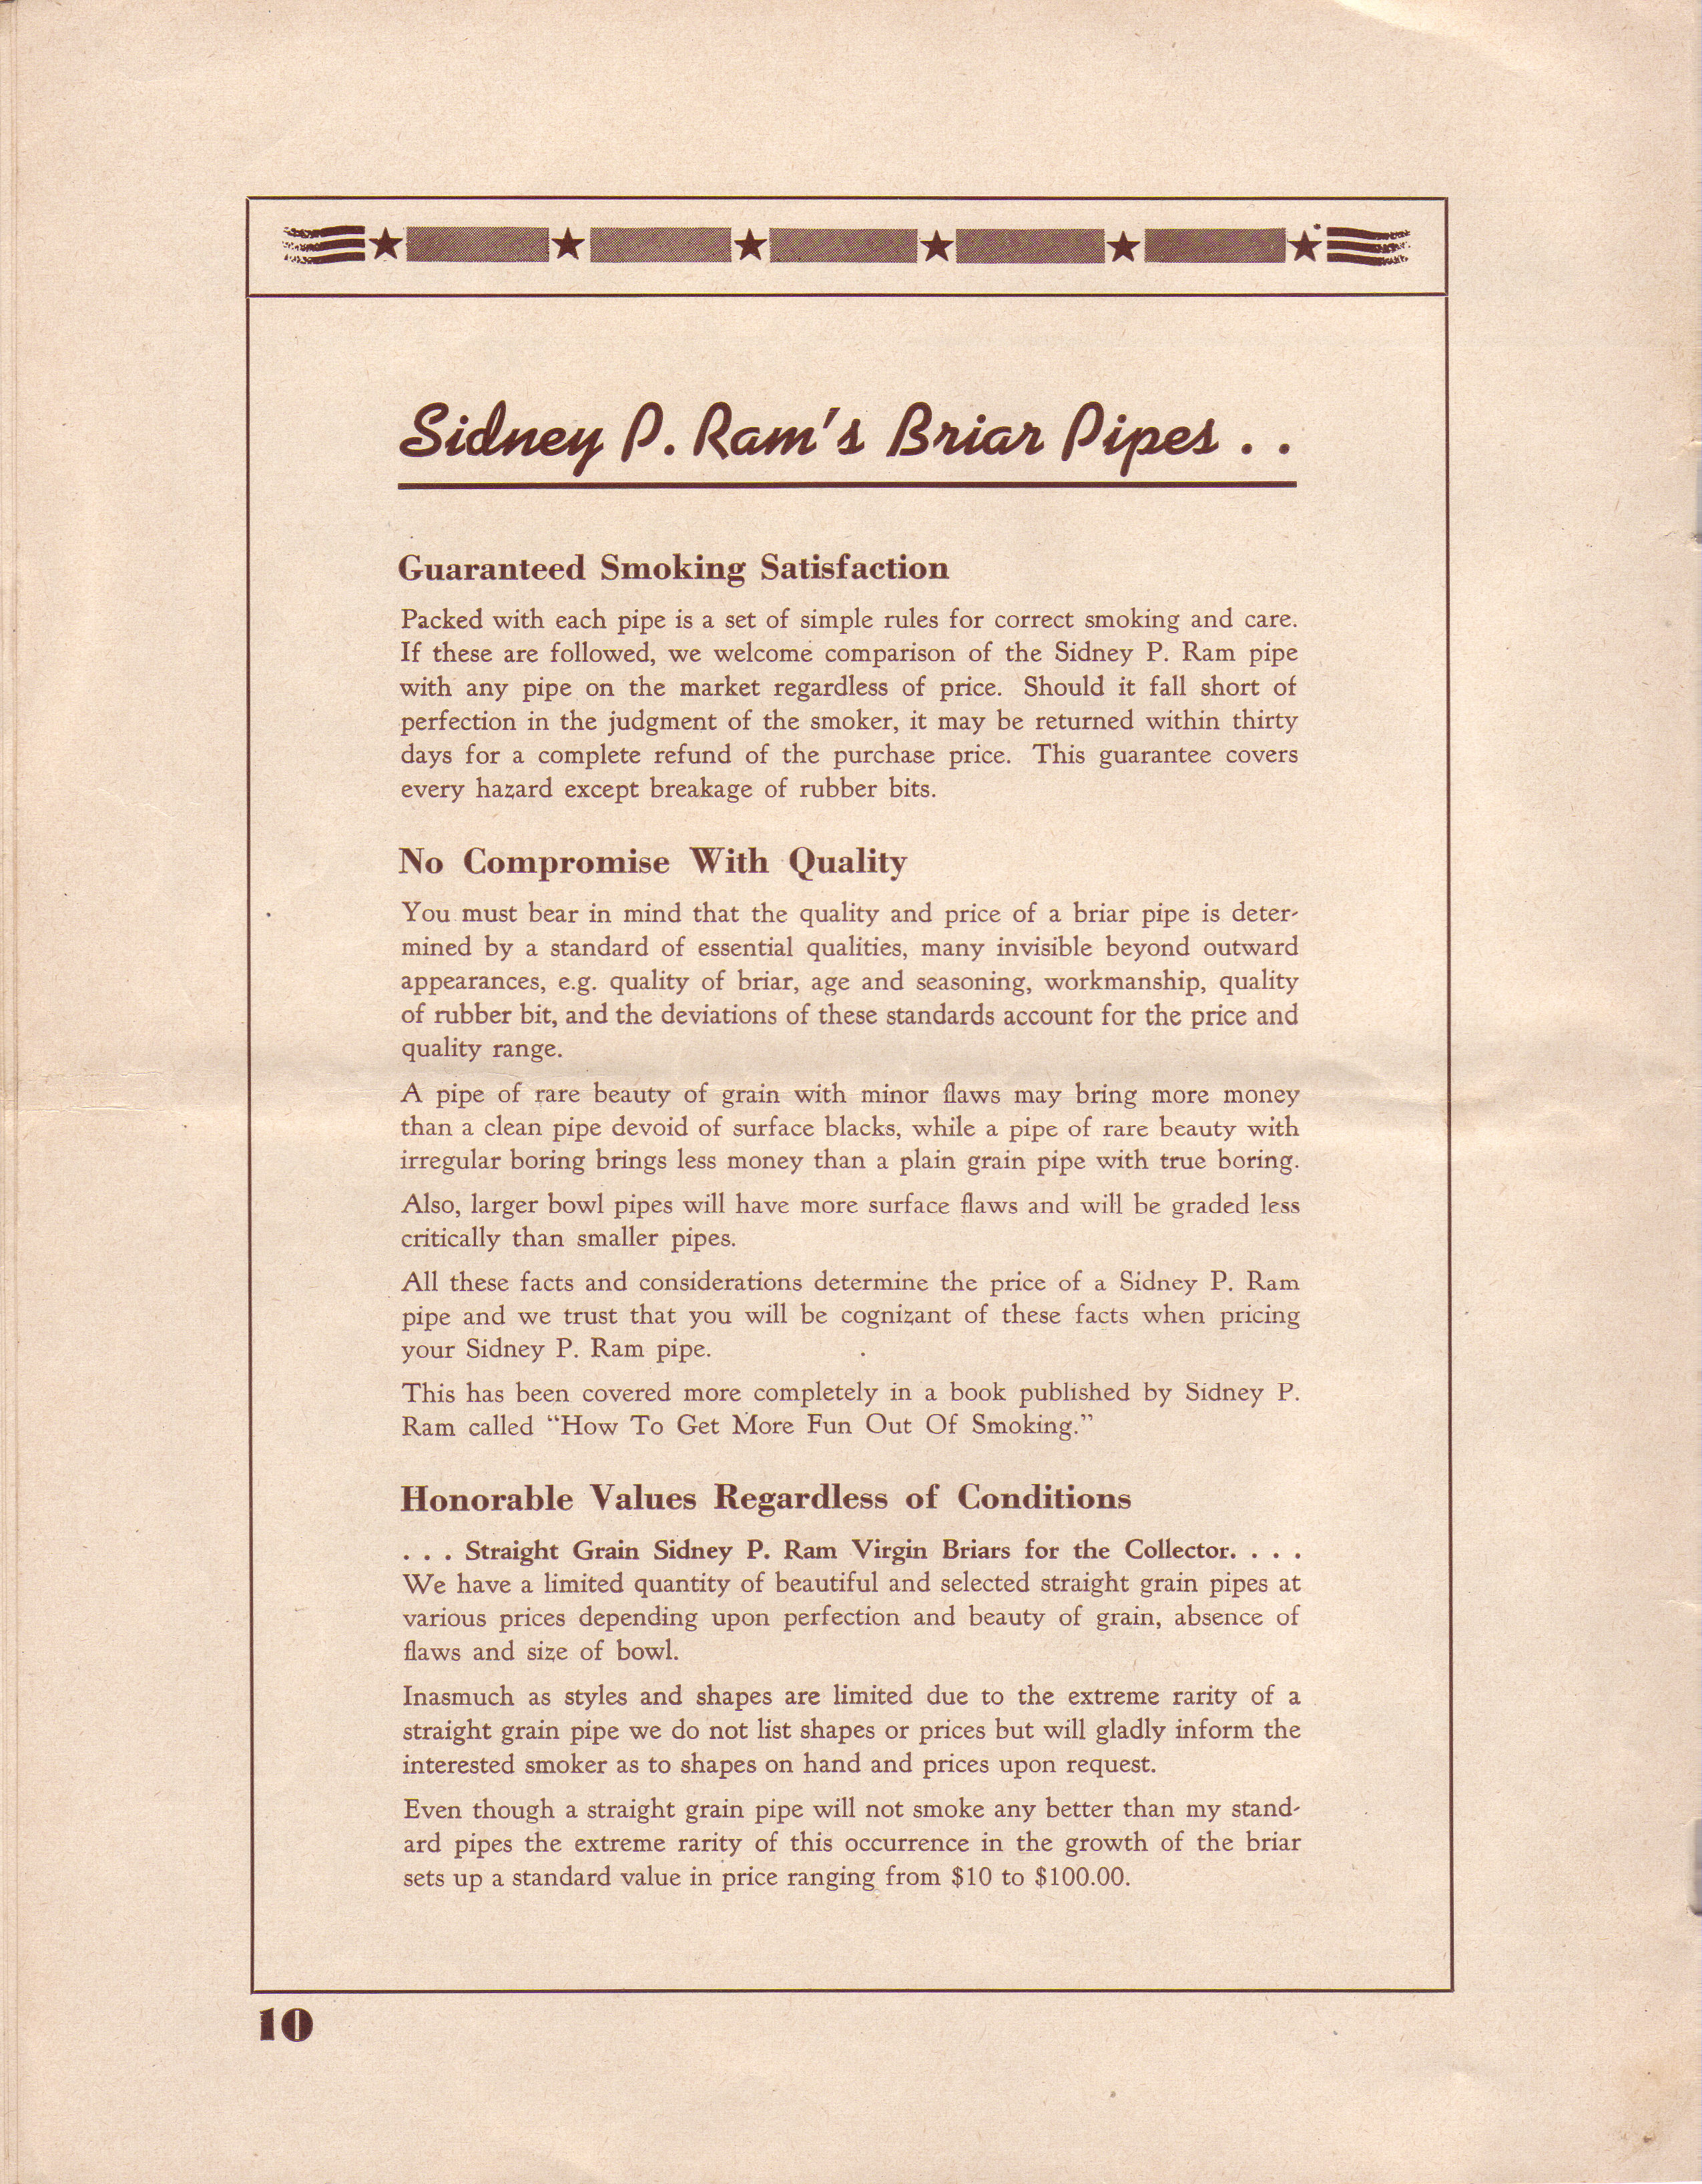 Sidney P. Ram's Briar Pipes . .
Guaranteed Smoking Satisfaction
Packed with each pipe is a set of simple rules for correct smoking and care.
If these are followed, we welcome comparison of the Sidney P. Ram pipe
with any pipe on the market regardless of price. Should it fall short of
perfection in the judgment of the smoker, it may be returned within thirty
days for a complete refund of the purchase price. This guarantee covers
every hazard except breakage of rubber bits.
No Compromise With Quality
You must bear in mind that the quality and price of a briar pipe is deter-
mined by a standard of essential qualities, many invisible beyond outward
appearances, e.g. quality of briar, age and seasoning, workmanship, quality
of rubber bit, and the deviations of these standards account for the price and
quality range.
A pipe of rare beauty of grain with minor flaws may bring more money
than a clean pipe devoid of surface blacks, while a pipe of rare beauty with
irregular boring brings less money than a plain grain pipe with true boring.
Also, larger bowl pipes will have more surface flaws and will be graded less
critically than smaller pipes.
All these facts and considerations determine the price of a Sidney P. Ram
pipe and we trust that you will be cognizant of these facts when pricing
your Sidney P. Ram pipe.
This has been covered more completely in a book published by Sidney P.
Ram called "How To Get More Fun Out Of Smoking."
Honorable Values Regardless of Conditions
. . . Straight Grain Sidney P. Ram Virgin Briars for the Collector. . . .
We have a limited quantity of beautiful and selected straight grain pipes at
various prices depending upon perfection and beauty of grain, absence of
flaws and size of bowl.
Inasmuch as styles and shapes are limited due to the extreme rarity of a
straight grain pipe we do not list shapes or prices but will gladly inform the
interested smoker as to shapes on hand and prices upon request.
Even though a straight grain pipe will not smoke any better than my stand-
ard pipes the extreme rarity of this occurrence in the growth of the briar
sets up a standard value in price ranging from $10 to $100.00.
10